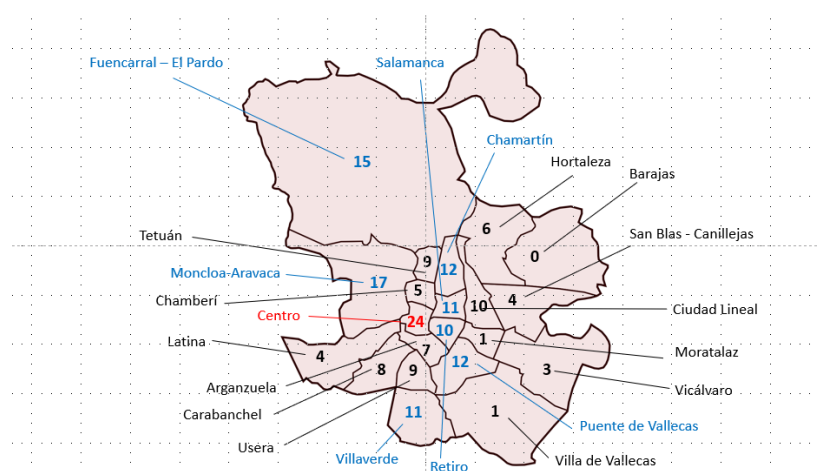 Fuencarral – El Pardo
Salamanca
Chamartín
Hortaleza
Barajas
15
6
Tetuán
San Blas - Canillejas
9
12
0
Moncloa-Aravaca
17
Chamberí
5
4
11
10
Ciudad Lineal
Centro
24
10
Latina
4
7
1
Moratalaz
12
Arganzuela
8
9
3
Vicálvaro
Carabanchel
11
1
Puente de Vallecas
Usera
Villaverde
Retiro
Villa de Vallecas